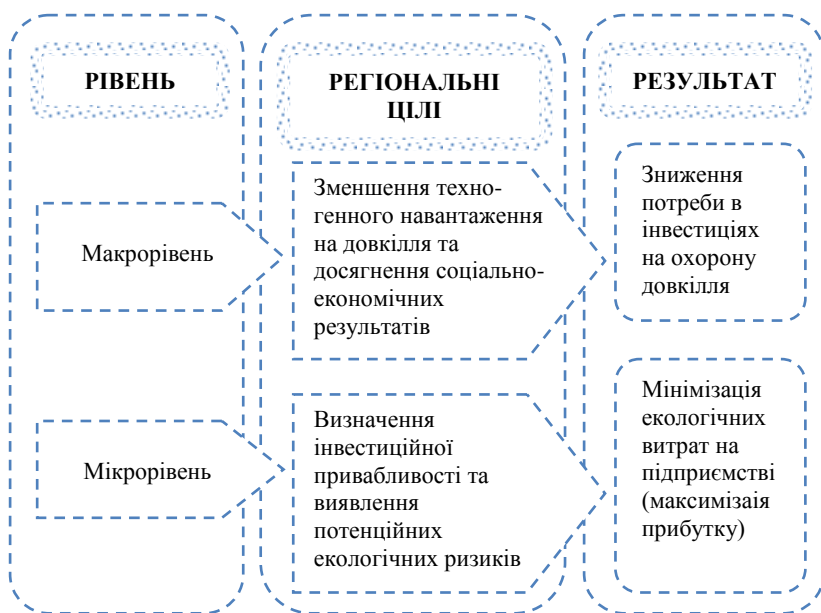 РІВЕНЬ
РЕГІОНАЛЬНІ
ЦІЛІ
РЕЗУЛЬТАТ
Макрорівень
Зменшення техно-
генного навантаження
на довкілля та
досягнення соціально-
економічних
результатів
Зниження
потреби в
інвестиціях
на охорону
довкілля
Мікрорівень
Визначення
інвестиційної
привабливості та
виявлення
потенційних
екологічних ризиків
Мінімізація
екологічних
витрат на
підприємстві
(максимізаія
прибутку)